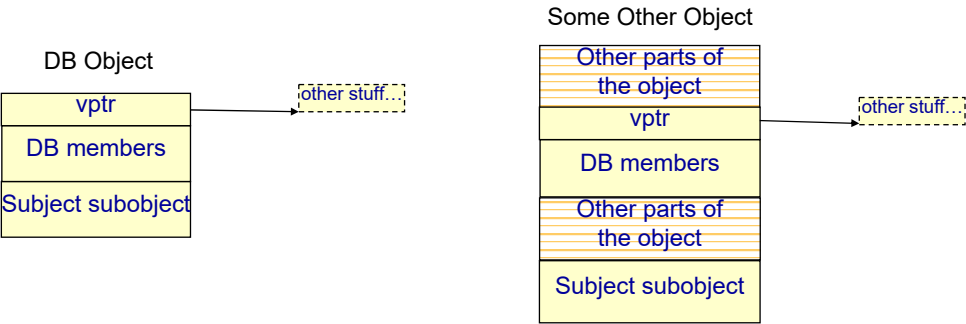 DB Object
vptr
other stuff...
DB members
Subject subobject
Some Other Object
Other parts of
the object
vptr
other stuff...
DB members
Other parts of
the object
Subject subobject